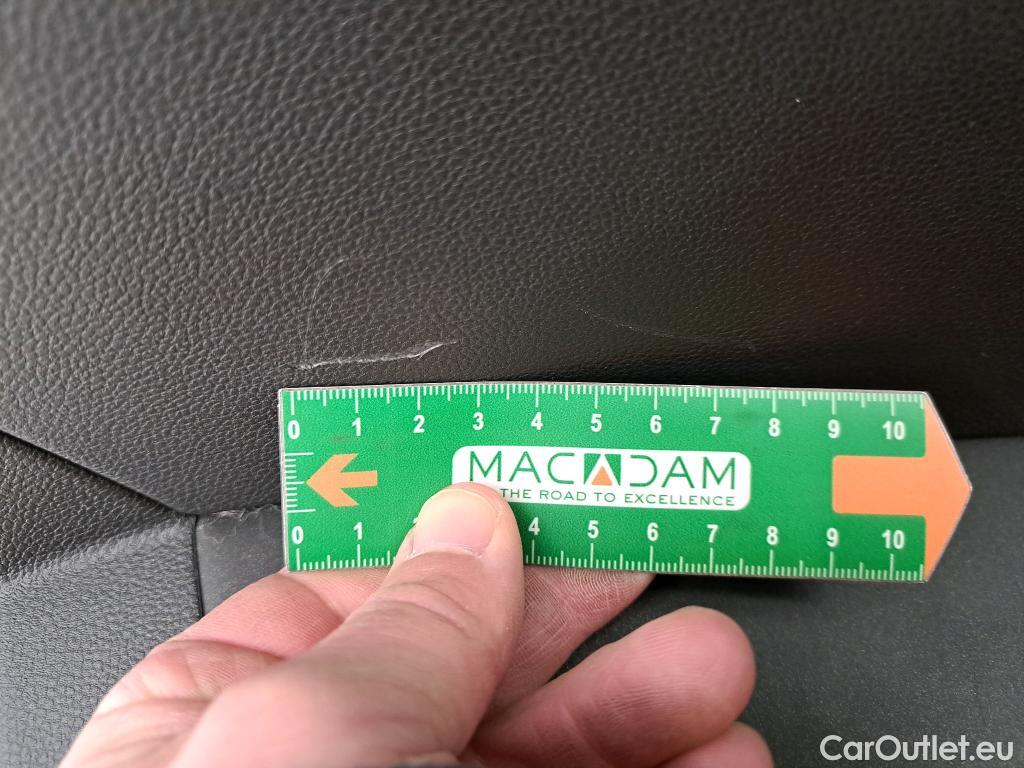 0 1 2 3 4 5 6 7 8 9 10
MACADAM
THE ROAD TO EXCELLENCE
0 1 4 5 6 7 8 9 10
CarOutlet.eu